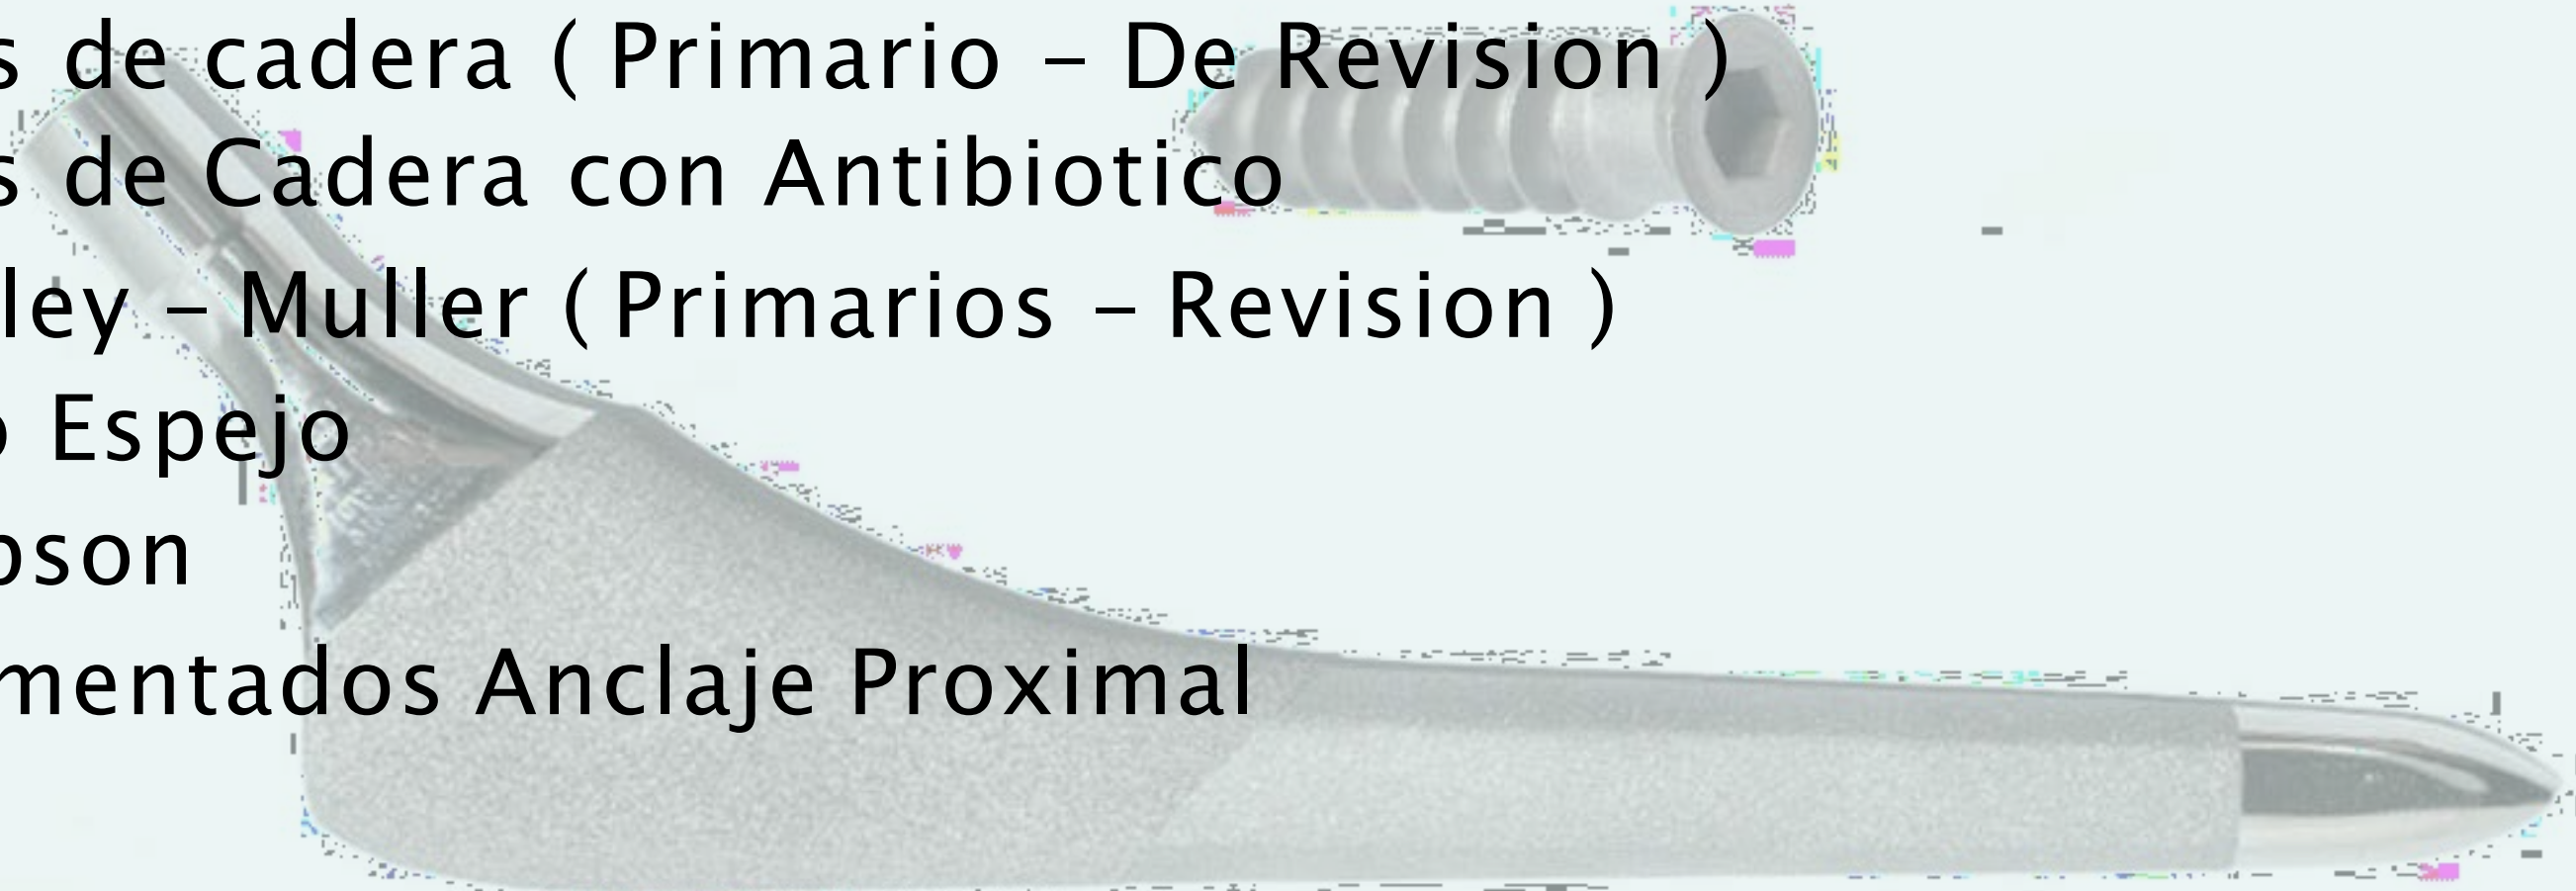 s de cadera ( Primario – De Revision )
s de Cadera con Antibiotico
ley – Muller ( Primarios – Revision )
o Espejo
son
mentados Anclaje Proximal